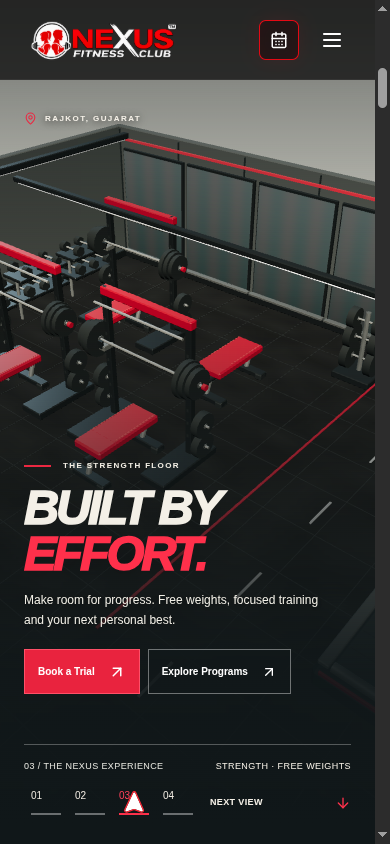 NEXUS
TM
FITNESS CLUB
RAJKOT, GUJARAT
THE STRENGTH FLOOR
BUILT BY
EFFORT.
Make room for progress. Free weights, focused training
and your next personal best.
Book a Trial
Explore Programs
03 / THE NEXUS EXPERIENCE
STRENGTH · FREE WEIGHTS
01
02
03
04
NEXT VIEW